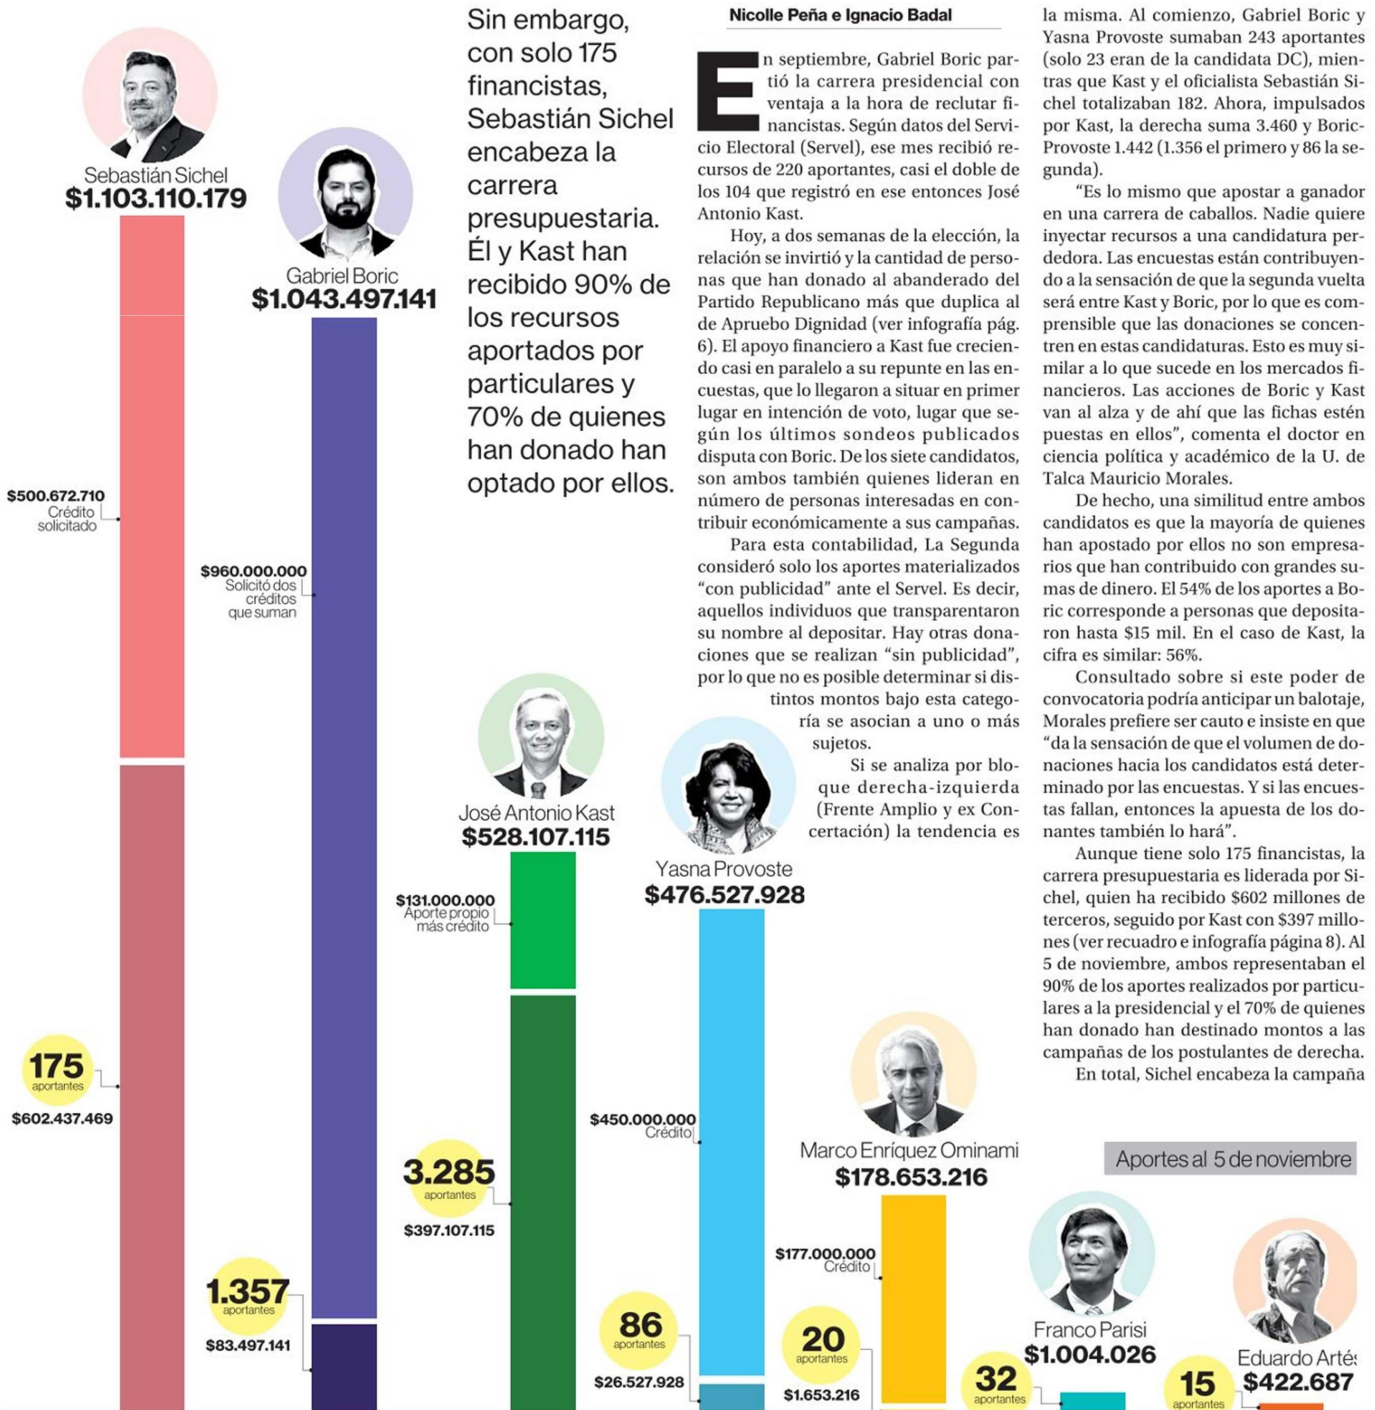 Sin embargo,
con solo 175
financistas,
Sebastián Sichel
encabeza la
carrera
presupuestaria.
Él y Kast han
recibido 90% de
los recursos
aportados por
particulares y
70% de quienes
han donado han
optado por ellos.
Nicolle Peña e Ignacio Badal
En septiembre, Gabriel Boric par-
tió la carrera presidencial con
ventaja a la hora de reclutar fi-
nancistas. Según datos del Servi-
cio Electoral (Servel), ese mes recibió re-
cursos de 220 aportantes, casi el doble de
los 104 que registró en ese entonces José
Antonio Kast.
Hoy, a dos semanas de la elección, la
relación se invirtió y la cantidad de perso-
nas que han donado al abanderado del
Partido Republicano más que duplica al
de Apruebo Dignidad (ver infografía pág.
6). El apoyo financiero a Kast fue crecien-
do casi en paralelo a su repunte en las en-
cuestas, que lo llegaron a situar en primer
lugar en intención de voto, lugar que se-
gún los últimos sondeos publicados
disputa con Boric. De los siete candidatos,
son ambos también quienes lideran en
número de personas interesadas en con-
tribuir económicamente a sus campañas.
Para esta contabilidad, La Segunda
consideró solo los aportes materializados
“con publicidad” ante el Servel. Es decir,
aquellos individuos que transparentaron
su nombre al depositar. Hay otras dona-
ciones que se realizan “sin publicidad”,
por lo que no es posible determinar si dis-
tintos montos bajo esta catego-
ría se asocian a uno o más
sujetos.
Si se analiza por blo-
que derecha-izquierda
(Frente Amplio y ex Con-
certación) la tendencia es
la misma. Al comienzo, Gabriel Boric y
Yasna Provoste sumaban 243 aportantes
(solo 23 eran de la candidata DC), mien-
tras que Kast y el oficialista Sebastián Si-
chel totalizaban 182. Ahora, impulsados
por Kast, la derecha suma 3.460 y Boric-
Provoste 1.442 (1.356 el primero y 86 la se-
gunda).
“Es lo mismo que apostar a ganador
en una carrera de caballos. Nadie quiere
inyectar recursos a una candidatura per-
dedora. Las encuestas están contribuyen-
do a la sensación de que la segunda vuelta
será entre Kast y Boric, por lo que es com-
prensible que las donaciones se concen-
tren en estas candidaturas. Esto es muy si-
milar a lo que sucede en los mercados fi-
nancieros. Las acciones de Boric y Kast
van al alza y de ahí que las fichas estén
puestas en ellos”, comenta el doctor en
ciencia política y académico de la U. de
Talca Mauricio Morales.
De hecho, una similitud entre ambos
candidatos es que la mayoría de quienes
han apostado por ellos no son empresa-
rios que han contribuido con grandes su-
mas de dinero. El 54% de los aportes a Bo-
ric corresponde a personas que deposita-
ron hasta $15 mil. En el caso de Kast, la
cifra es similar: 56%.
Consultado sobre si este poder de
convocatoria podría anticipar un balotaje,
Morales prefiere ser cauto e insiste en que
“da la sensación de que el volumen de do-
naciones hacia los candidatos está deter-
minado por las encuestas. Y si las encues-
tas fallan, entonces la apuesta de los do-
nantes también lo hará”.
Aunque tiene solo 175 financistas, la
carrera presupuestaria es liderada por Si-
chel, quien ha recibido $602 millones de
terceros, seguido por Kast con $397 millo-
nes (ver recuadro e infografía página 8). Al
5 de noviembre, ambos representaban el
90% de los aportes realizados por particu-
lares a la presidencial y el 70% de quienes
han donado han destinado montos a las
campañas de los postulantes de derecha.
En total, Sichel encabeza la campaña
Aportes al 5 de noviembre
Sebastián Sichel
$1.103.110.179
$500.672.710
Crédito
solicitado
175
aportantes
$602.437.469
Gabriel Boric
$1.043.497.141
$960.000.000
Solicitó dos
créditos
que suman
1.357
aportantes
$83.497.141
José Antonio Kast
$528.107.115
$131.000.000
Aporte propio
más crédito
3.285
aportantes
$397.107.115
Yasna Provoste
$476.527.928
$450.000.000
Crédito
86
aportantes
$26.527.928
Marco Enríquez Ominami
$178.653.216
$177.000.000
Crédito
20
aportantes
$1.653.216
Franco Parisi
$1.004.026
32
aportantes
Eduardo Artés
$422.687
15
aportantes